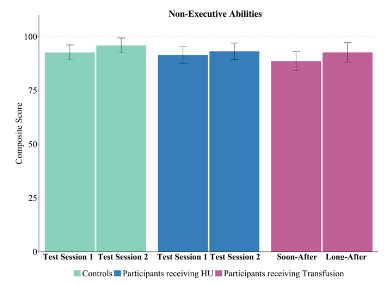 Non-Executive Abilities
Composite Score
100
75
50
25
0
Test Session 1 Test Session 2 Test Session 1 Test Session 2 Soon-After Long-After
Controls Participants receiving HU Participants receiving Transfusion